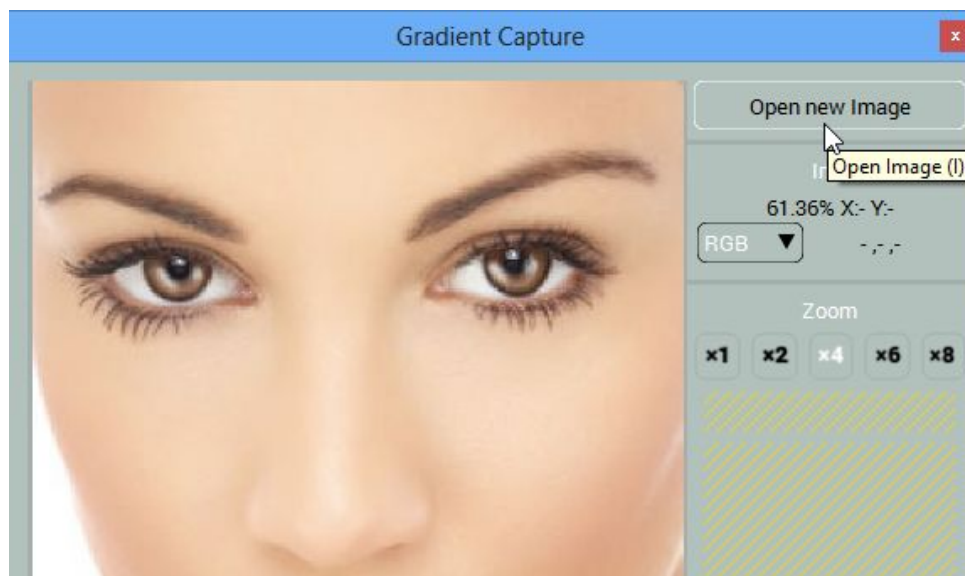 Gradient Capture
x
Open new Image
Open Image (I)
61.36% X:- Y:-
RGB ▼ - ,- ,-
Zoom
×1 ×2 ×4 ×6 ×8